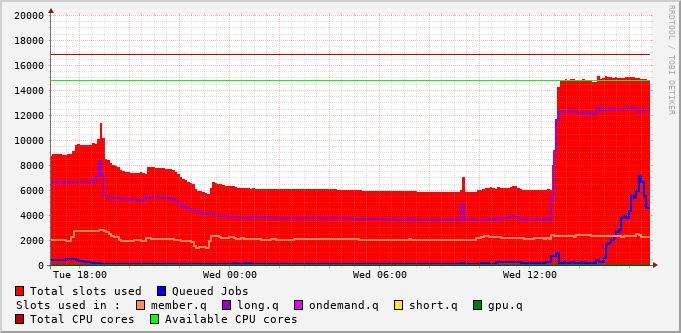 20000
18000
16000
14000
12000
10000
8000
6000
4000
2000
0
Tue 18:00 Wed 00:00 Wed 06:00 Wed 12:00
RRDTOOL / TOBI OETIKER
Total slots used Queued Jobs
Slots used in : member.q long.q ondemand.q short.q gpu.q
Total CPU cores Available CPU cores